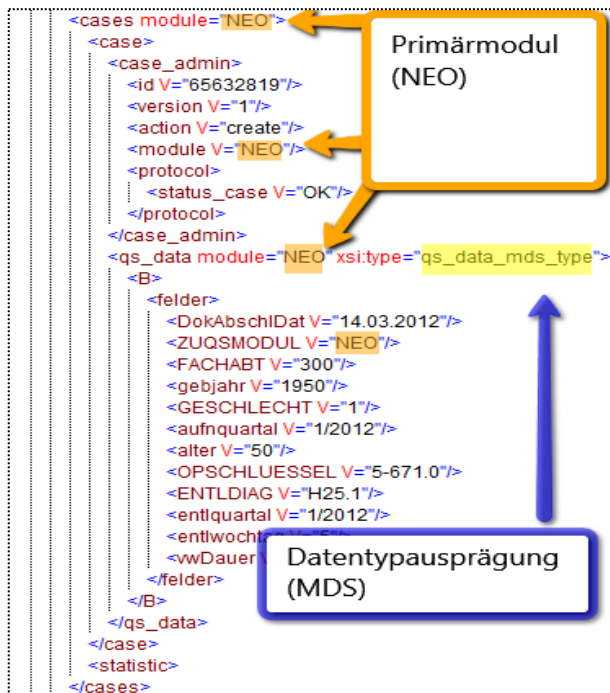 <cases module="NEO">
<case>
<case_admin>
<id V="65632819"/>
<version V="1"/>
<action V="create"/>
<module V="NEO"/>
<protocol>
<status_case V="OK"/>
</protocol>
</case_admin>
<qs_data module="NEO" xsi:type="qs_data_mds_type">
<B>
<felder>
<DokAbschlDat V="14.03.2012"/>
<ZUQSMODUL V="NEO"/>
<FACHABT V="300"/>
<gebjahr V="1950"/>
<GESCHLECHT V="1"/>
<aufnquartal V="1/2012"/>
<alter V="50"/>
<OPSCHLUESSEL V="5-671.0"/>
<ENTLDIAG V="H25.1"/>
<entlquartal V="1/2012"/>
<entlwochtag
<vwDauer
</felder>
</B>
</qs_data>
</case>
<statistic>
</cases>
Primärmodul
(NEO)
Datentypausprägung
(MDS)